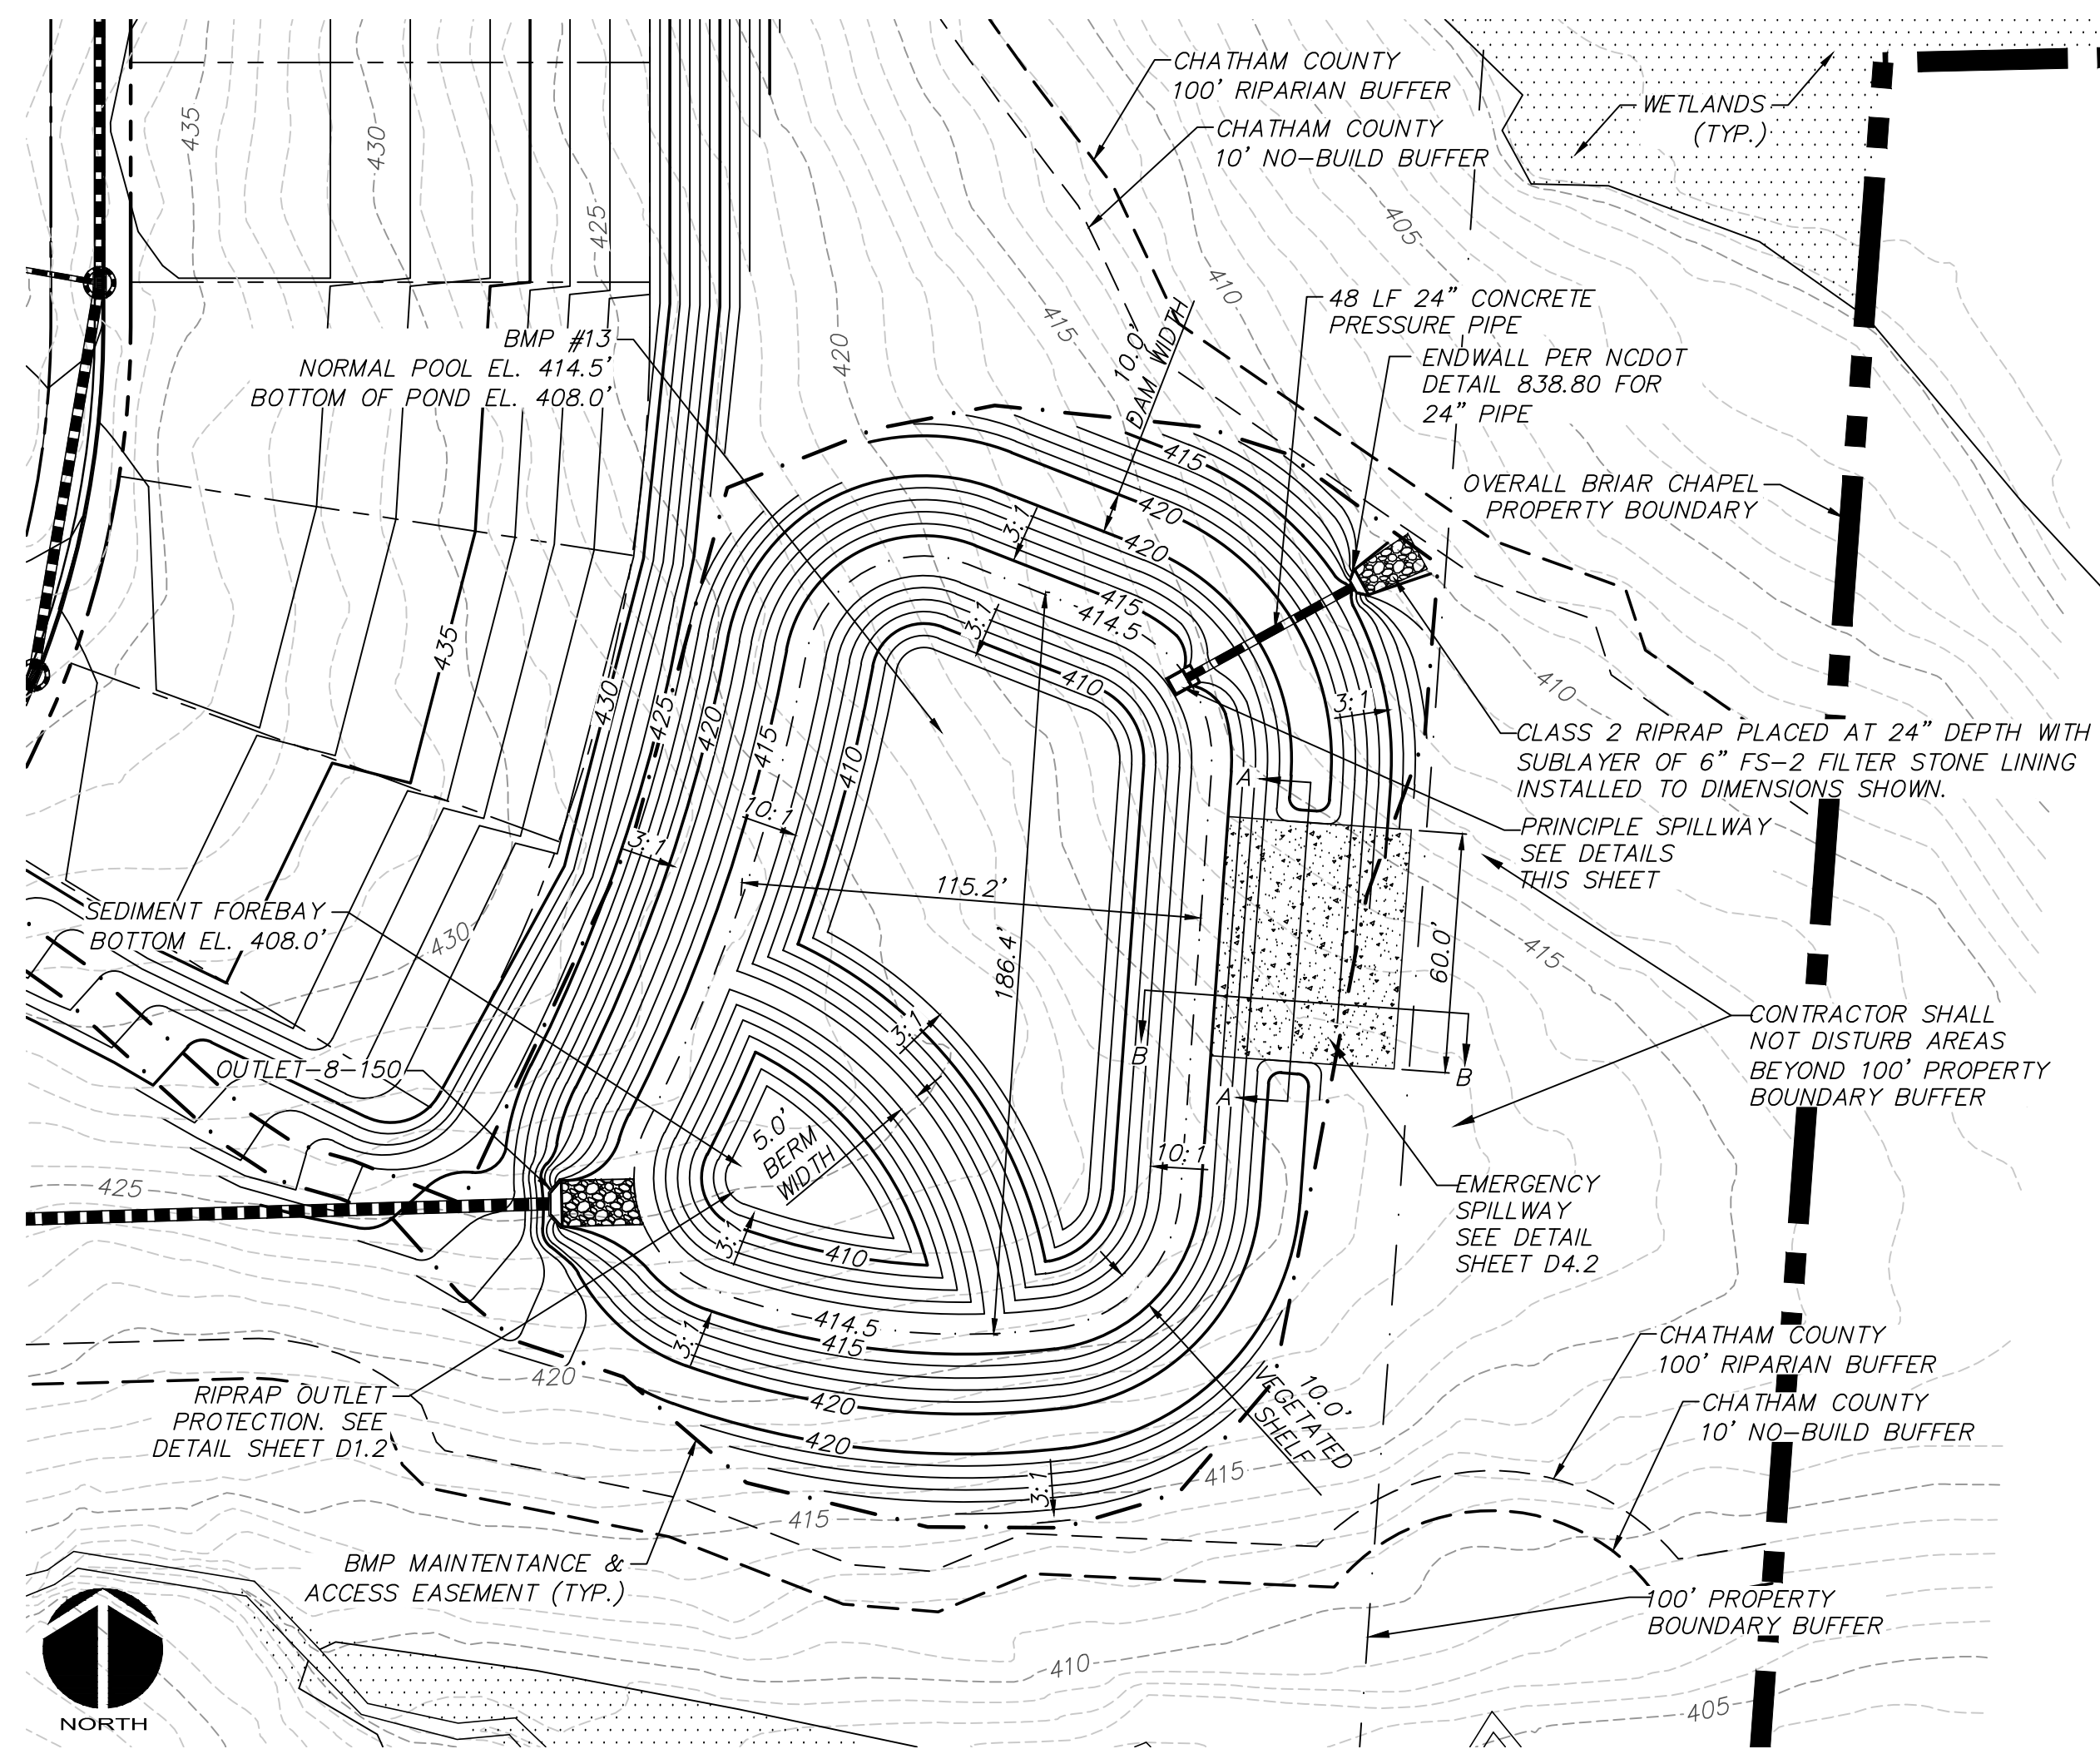 CHATHAM COUNTY
100' RIPARIAN BUFFER
CHATHAM COUNTY
10' NO-BUILD BUFFER
WETLANDS
(TYP.)
435
430
425
405
410
415
420
10.0'
DAM WIDTH
48 LF 24" CONCRETE
PRESSURE PIPE
ENDWALL PER NCDOT
DETAIL 838.80 FOR
24" PIPE
BMP #13
NORMAL POOL EL. 414.5'
BOTTOM OF POND EL. 408.0'
OVERALL BRIAR CHAPEL
PROPERTY BOUNDARY
415
420
3:1
420
415
414.5
3:1
410
435
430
425
420
415
410
3:1
410
CLASS 2 RIPRAP PLACED AT 24" DEPTH WITH
SUBLAYER OF 6" FS-2 FILTER STONE LINING
INSTALLED TO DIMENSIONS SHOWN.
A
10:1
3:1
PRINCIPLE SPILLWAY
SEE DETAILS
THIS SHEET
115.2'
186.4'
60.0'
415
SEDIMENT FOREBAY
BOTTOM EL. 408.0'
430
3:1
CONTRACTOR SHALL
NOT DISTURB AREAS
BEYOND 100' PROPERTY
BOUNDARY BUFFER
OUTLET-8-150
B
B
A
5.0'
BERM
WIDTH
10:1
425
EMERGENCY
SPILLWAY
SEE DETAIL
SHEET D4.2
3:1
410
414.5
415
3:1
420
420
420
10.0'
VEGETATED
SHELF
CHATHAM COUNTY
100' RIPARIAN BUFFER
CHATHAM COUNTY
10' NO-BUILD BUFFER
RIPRAP OUTLET
PROTECTION. SEE
DETAIL SHEET D1.2
3:1
415
415
BMP MAINTENTANCE &
ACCESS EASEMENT (TYP.)
100' PROPERTY
BOUNDARY BUFFER
410
405
NORTH